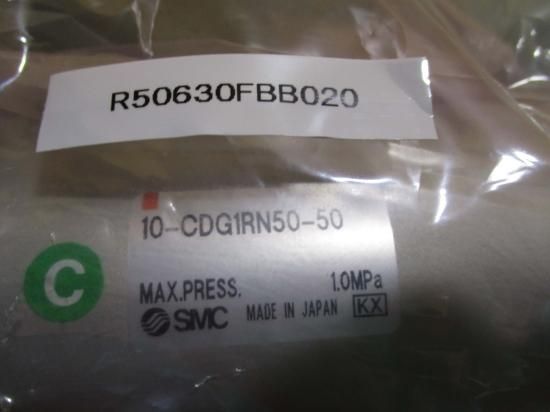 R50630FBB020
10-CDG1RN50-50
C
MAX.PRESS. 1.0MPa
SMC MADE IN JAPAN KX